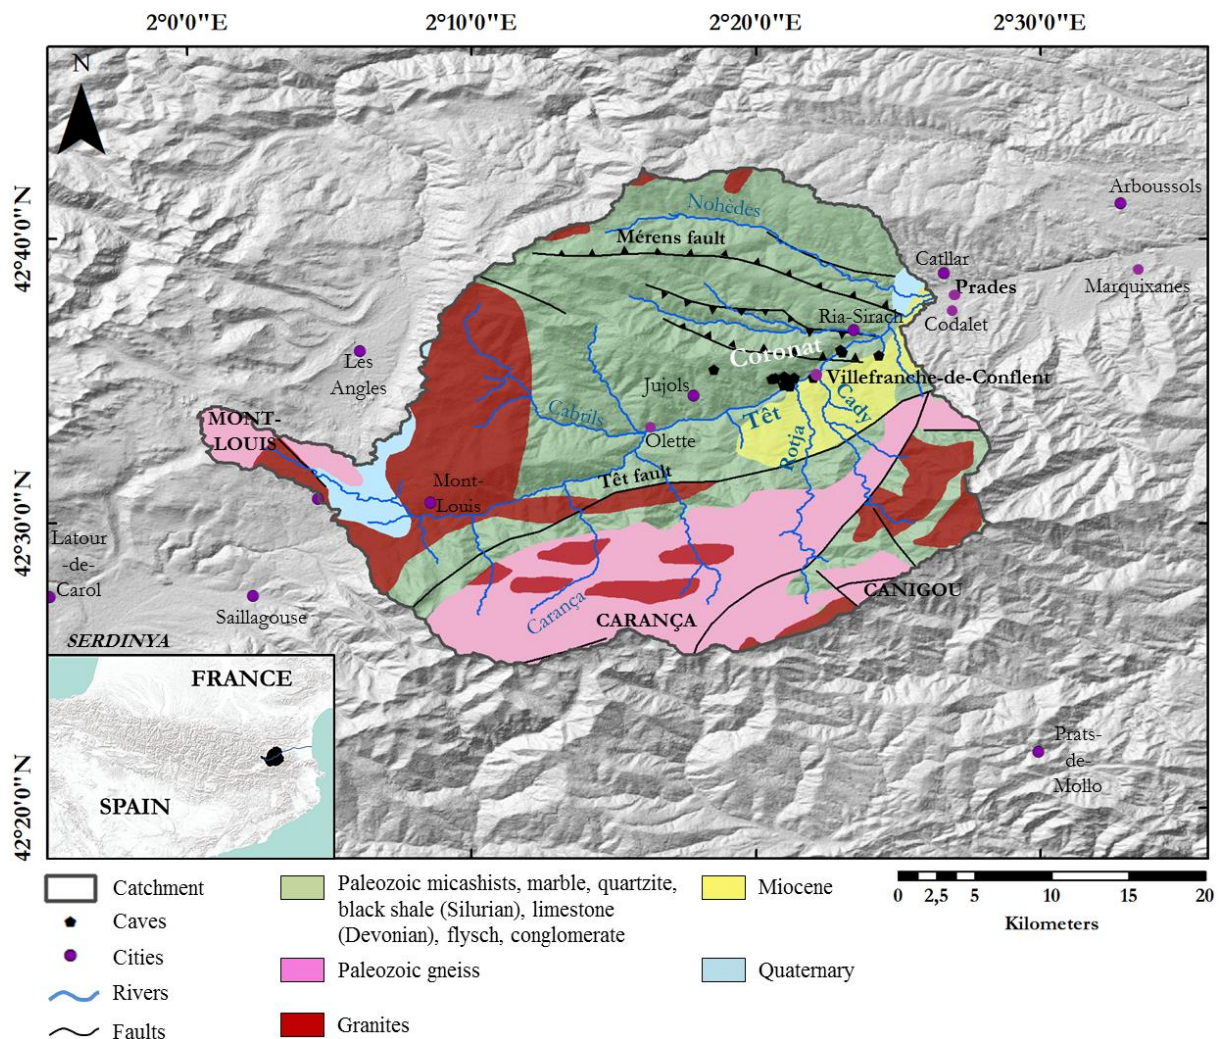 2°0'0"E
2°10'0"E
2°20'0"E
2°30'0"E
N
42°40'0"N
42°30'0"N
42°20'0"N
Arboussols
Nohèdes
Mérens fault
Catllar
Prades
Marquixanes
Codalet
Ria-Sirach
Coronat
Les
Angles
Villefranche-de-Conflent
Jujols
Cady
Cabrils
Têt
MONT-
LOUIS
Olette
Rotja
Têt fault
Mont-
Louis
Latour
-de-
Carol
Saillagouse
CANIGOU
Carança
CARANÇA
SERDINYA
FRANCE
SPAIN
Prats-
de-
Mollo
Catchment
Caves
Cities
Rivers
Faults
Paleozoic micashists, marble, quartzite,
black shale (Silurian), limestone
(Devonian), flysch, conglomerate
Paleozoic gneiss
Granites
Miocene
Quaternary
0 2,5 5 10 15 20
Kilometers